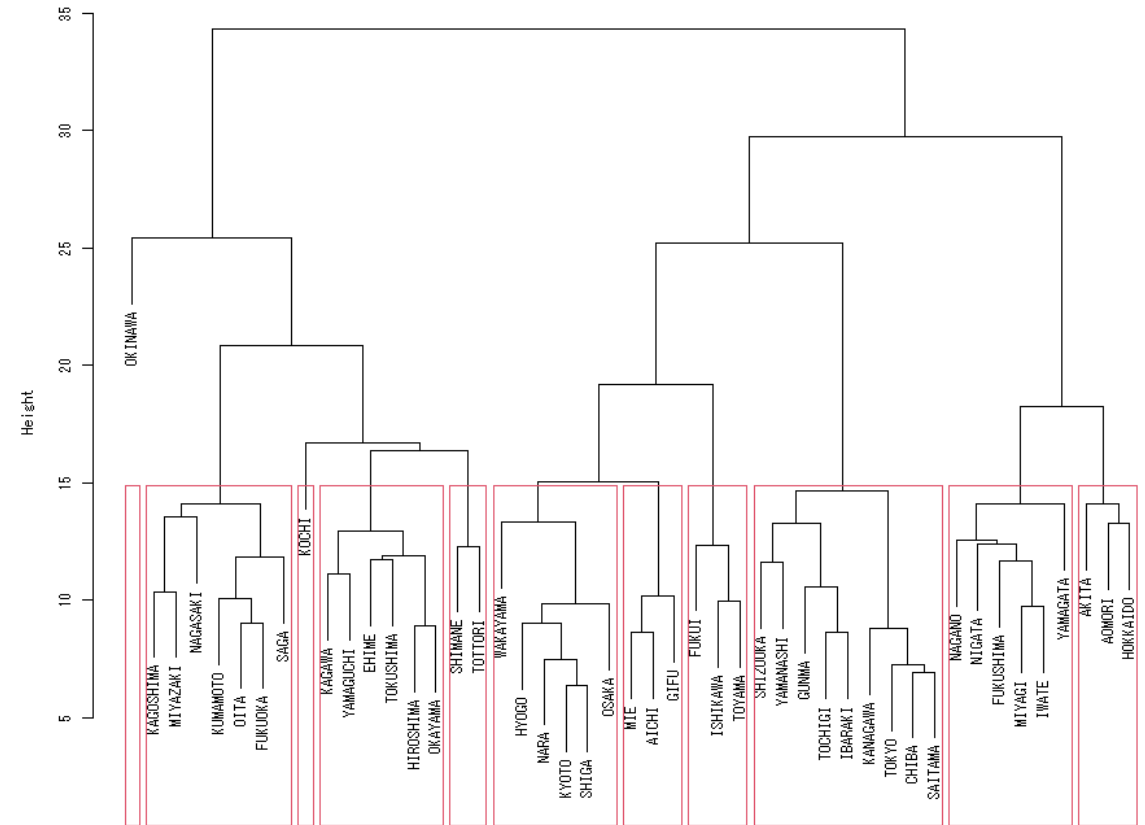 35
30
25
20
15
10
5
Height
OKINAWA
KAGOSHIMA
MIYAZAKI
NAGASAKI
KUMAMOTO
OITA
FUKUOKA
SAGA
KOCHI
KAGAWA
YAMAGUCHI
EHIME
TOKUSHIMA
HIROSHIMA
OKAYAMA
SHIMANE
TOTTORI
WAKAYAMA
HYOGO
NARA
KYOTO
SHIGA
OSAKA
MIE
AICHI
GIFU
FUKUI
ISHIKAWA
TOYAMA
SHIZUUKA
YAMANASHI
GUNMA
TOCHIGI
IBARAKI
KANAGAWA
TOKYO
CHIBA
SAITAMA
NAGANO
NIGATA
FUKUSHIMA
MIYAGI
IWATE
YAMAGATA
AKITA
AOMORI
HOKKAIDO